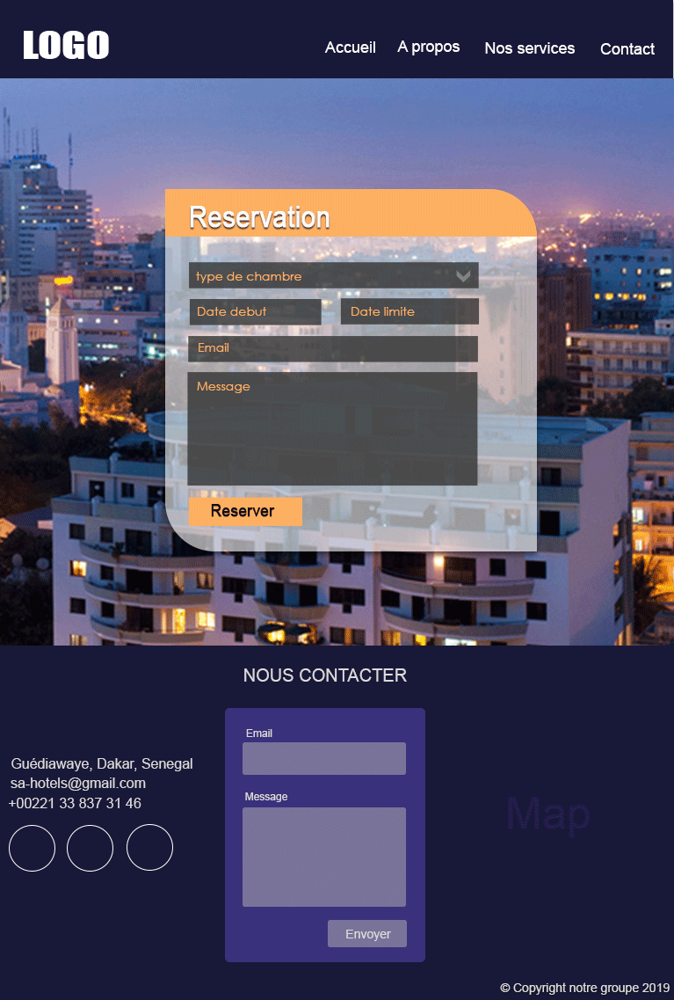 LOGO
Accueil A propos Nos services Contact
Reservation
type de chambre
Date debut Date limite
Email
Message
Reserver
NOUS CONTACTER
Email
Guédiawaye, Dakar, Senegal
sa-hotels@gmail.com
Message
+00221 33 837 31 46
Map
Envoyer
© Copyright notre groupe 2019